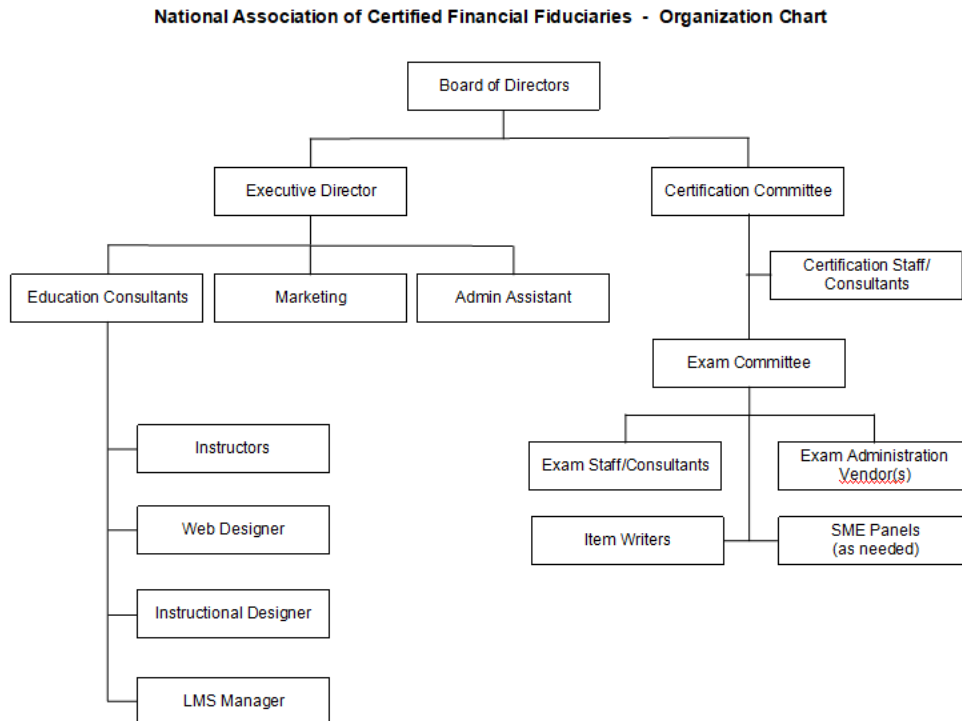 National Association of Certified Financial Fiduciaries - Organization Chart
Board of Directors
Executive Director
Certification Committee
Education Consultants
Marketing
Admin Assistant
Certification Staff/
Consultants
Exam Committee
Instructors
Exam Staff/Consultants
Exam Administration
Vendor(s)
Web Designer
Item Writers
SME Panels
(as needed)
Instructional Designer
LMS Manager